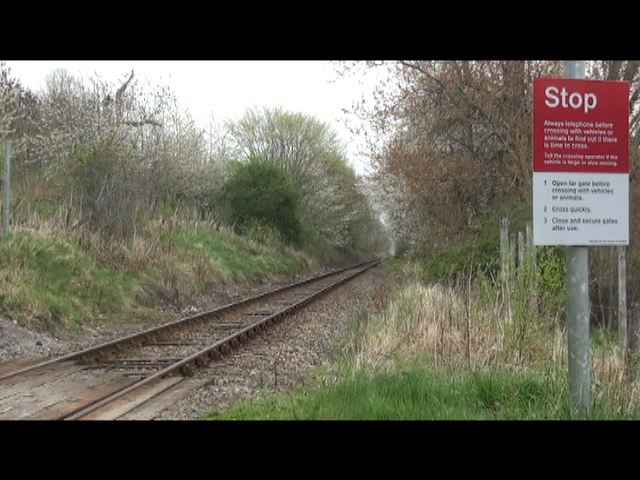 Stop
Always telephone before
crossing with vehicles or
animals to find out if there
is time to cross.
Tell the crossing operator if the
vehicle is large or slow moving.
1 Open far gate before
crossing with vehicles
or animals.
2 Cross quickly.
3 Close and secure gates
after use.